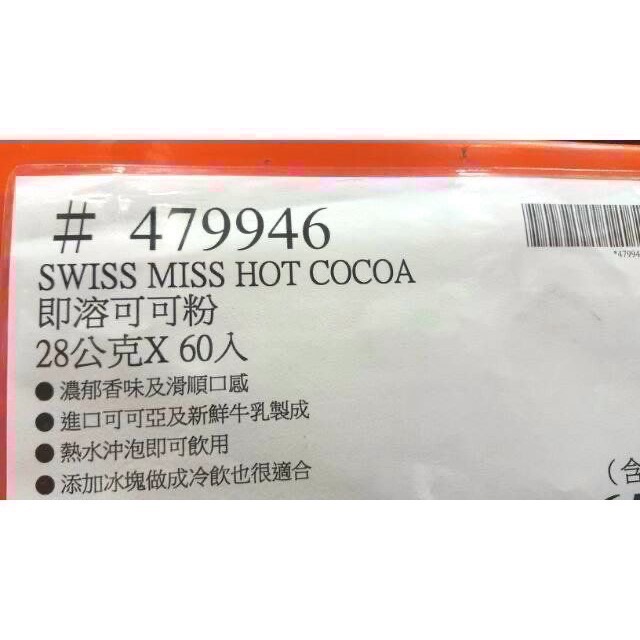 # 479946
SWISS MISS HOT COCOA
即溶可可粉
28公克X 60入
●濃郁香味及滑順口感
●進口可可亞及新鮮牛乳製成
●熱水沖泡即可飲用
●添加冰塊做成冷飲也很適合
*47994
(含